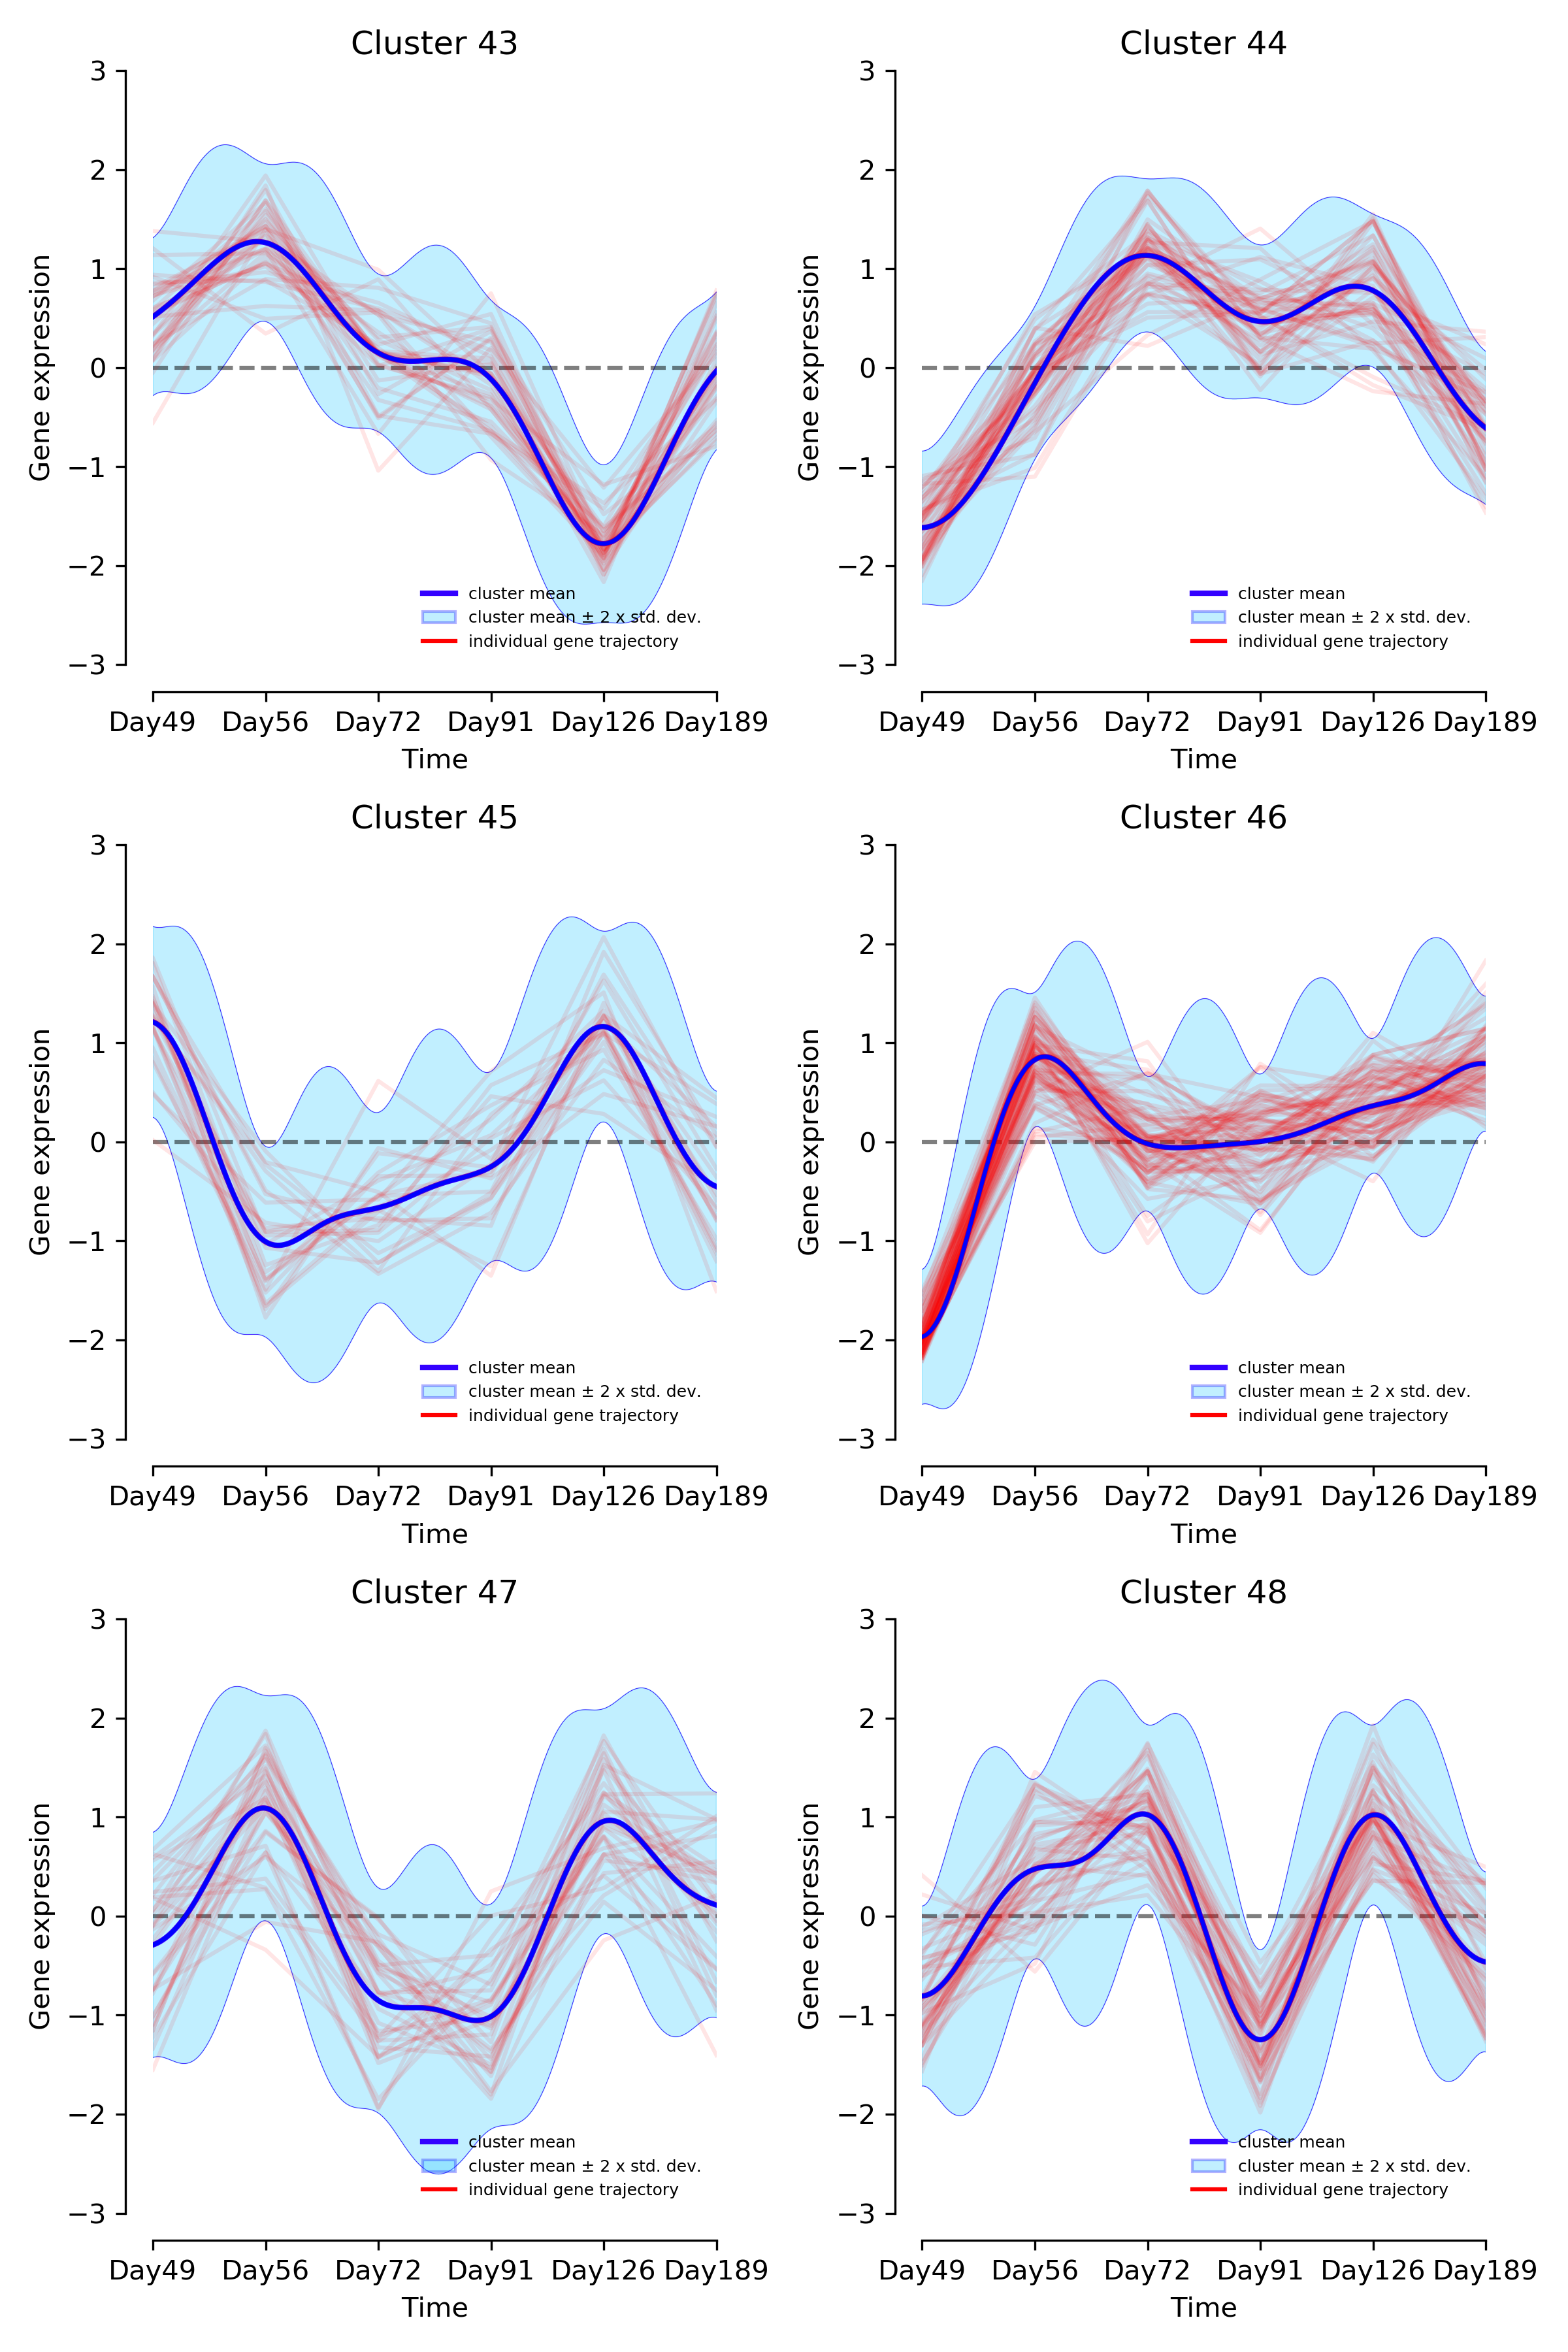 Cluster 43
3
2
1
0
−1
−2
−3
Gene expression
cluster mean
cluster mean ± 2 x std. dev.
individual gene trajectory
Day49 Day56 Day72 Day91 Day126 Day189
Time
Cluster 44
3
2
1
0
−1
−2
−3
Gene expression
cluster mean
cluster mean ± 2 x std. dev.
individual gene trajectory
Day49 Day56 Day72 Day91 Day126 Day189
Time
Cluster 45
3
2
1
0
−1
−2
−3
Gene expression
cluster mean
cluster mean ± 2 x std. dev.
individual gene trajectory
Day49 Day56 Day72 Day91 Day126 Day189
Time
Cluster 46
3
2
1
0
−1
−2
−3
Gene expression
cluster mean
cluster mean ± 2 x std. dev.
individual gene trajectory
Day49 Day56 Day72 Day91 Day126 Day189
Time
Cluster 47
3
2
1
0
−1
−2
−3
Gene expression
cluster mean
cluster mean ± 2 x std. dev.
individual gene trajectory
Day49 Day56 Day72 Day91 Day126 Day189
Time
Cluster 48
3
2
1
0
−1
−2
−3
Gene expression
cluster mean
cluster mean ± 2 x std. dev.
individual gene trajectory
Day49 Day56 Day72 Day91 Day126 Day189
Time